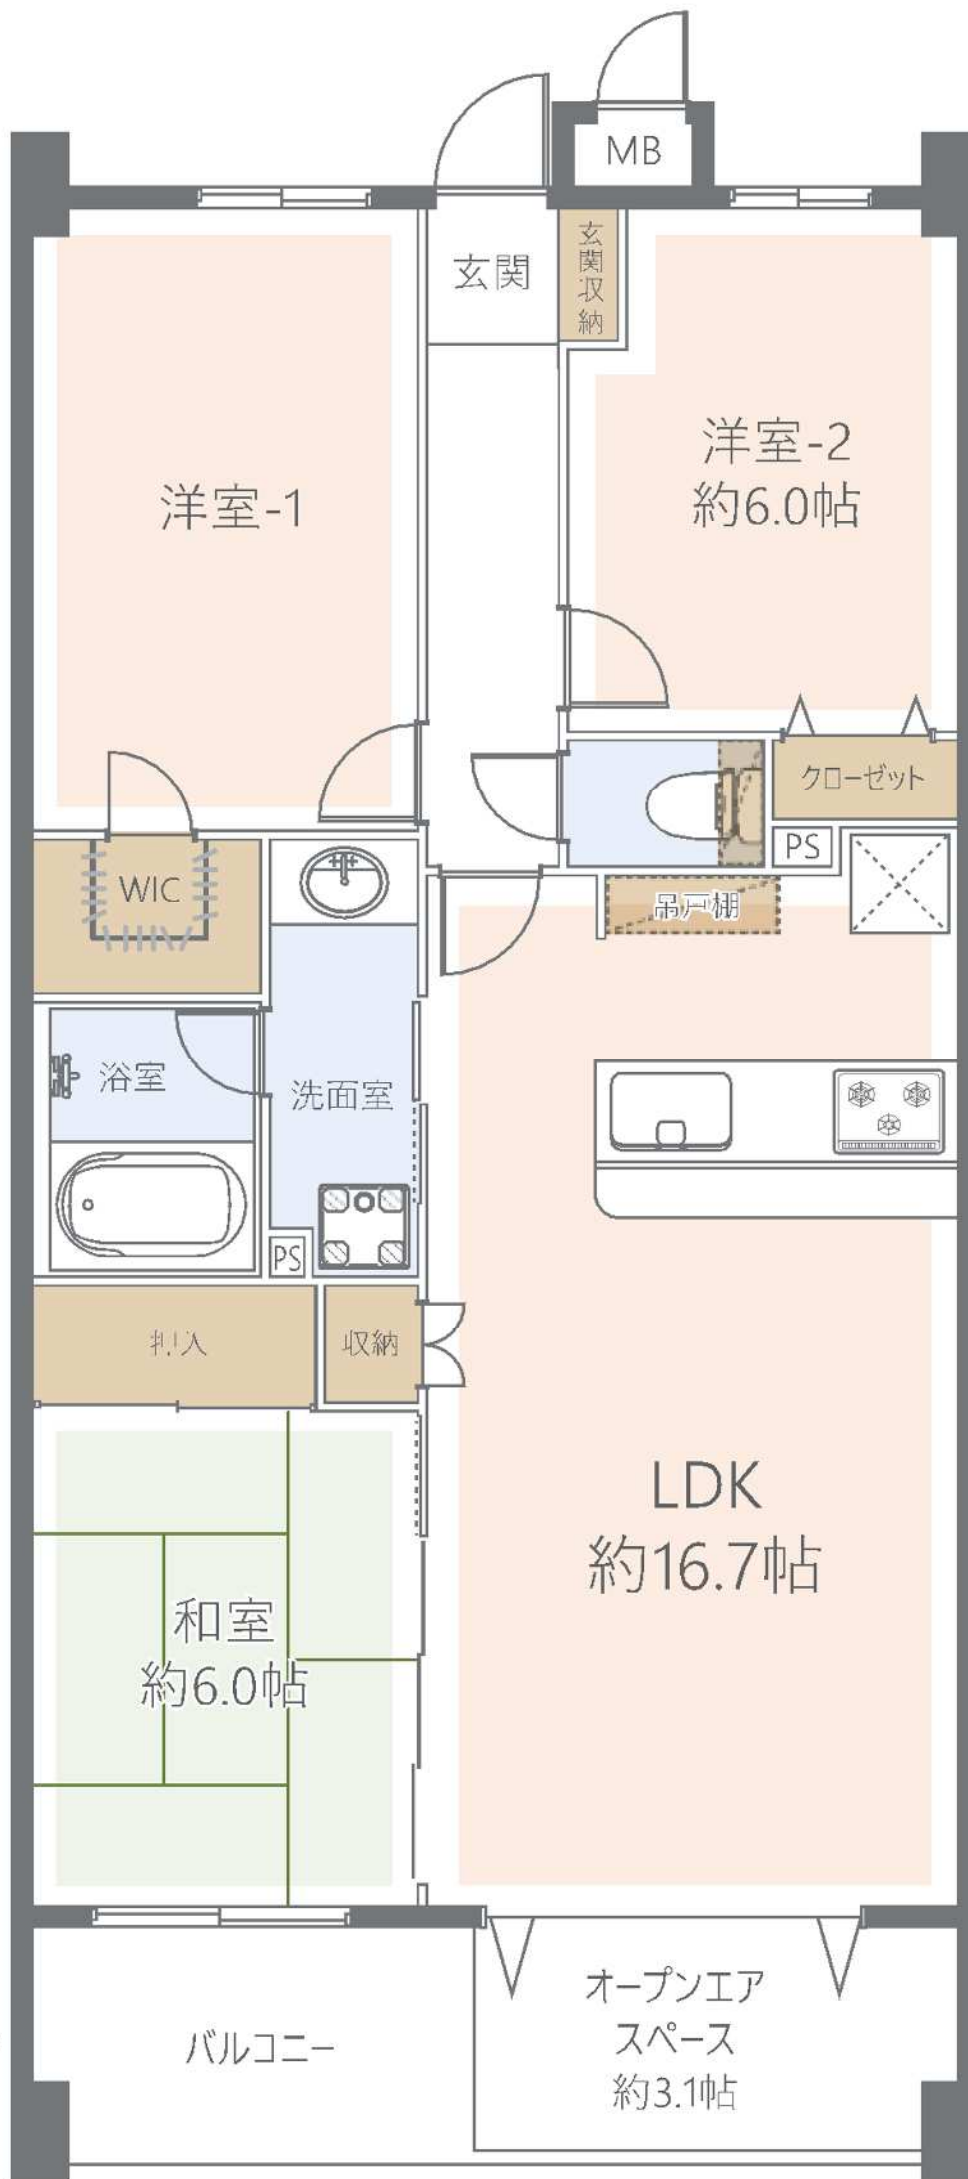 MB
玄関
玄関収納
洋室-1
洋室-2
約6.0帖
クローゼット
PS
吊戸棚
WIC
浴室
洗面室
PS
押入
収納
LDK
約16.7帖
和室
約6.0帖
バルコニー
オープンエア
スペース
約3.1帖